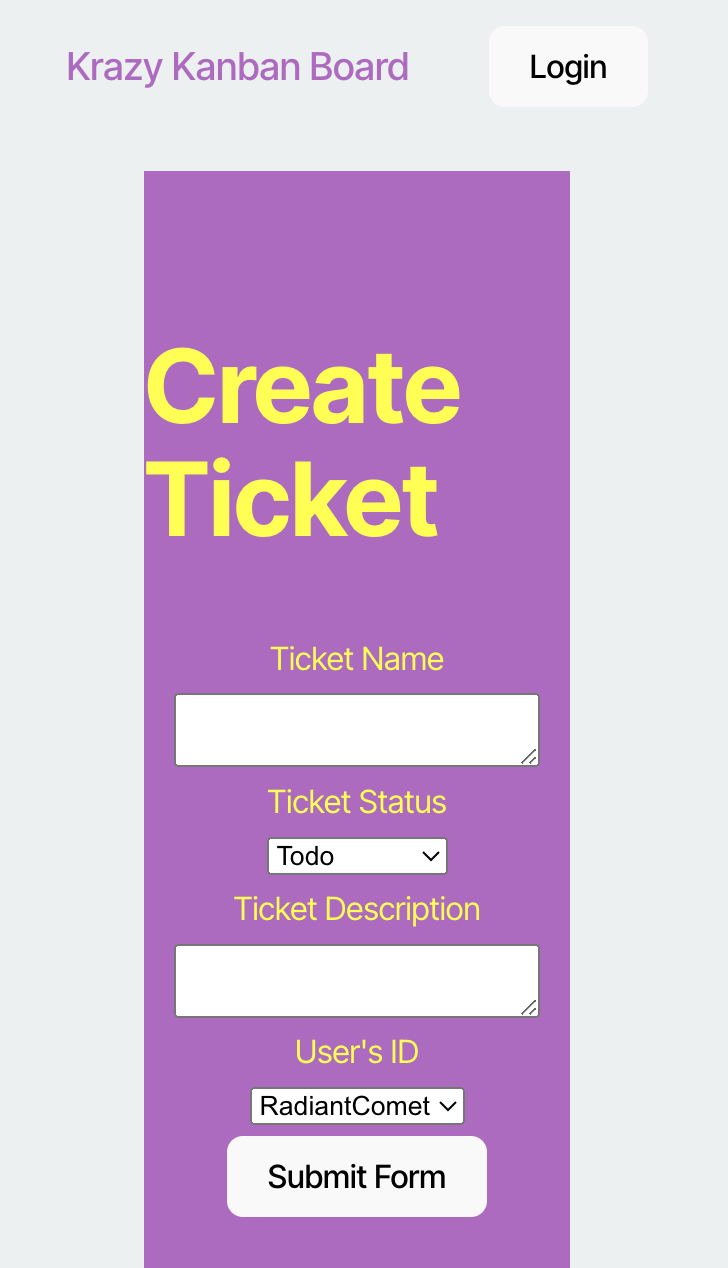 Krazy Kanban Board
Login
Create
Ticket
Ticket Name
Ticket Status
Todo
Ticket Description
User's ID
RadiantComet
Submit Form